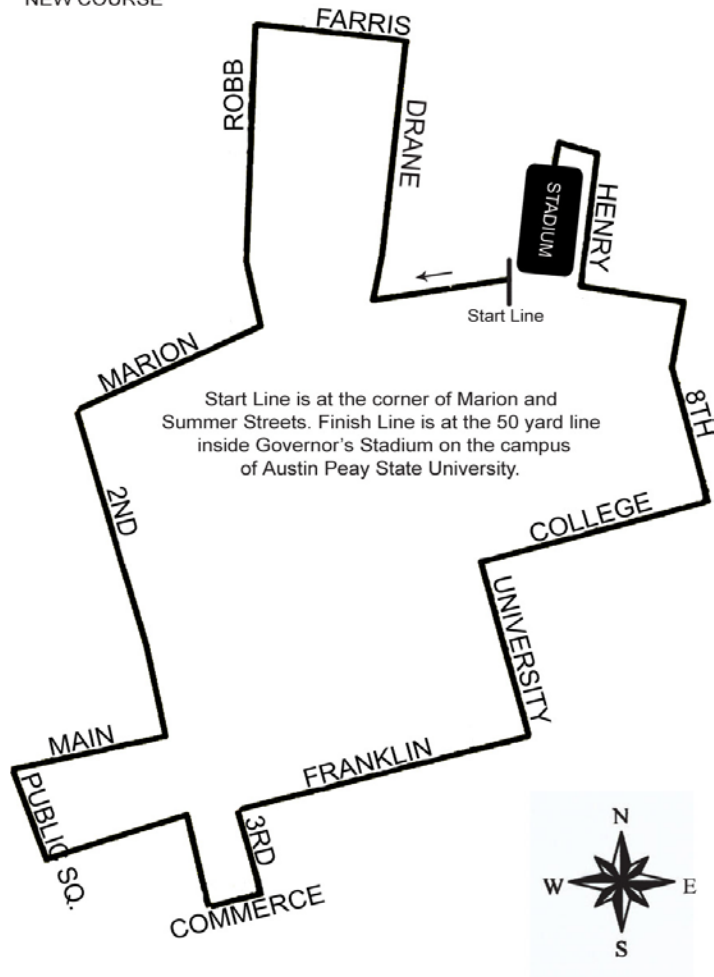 NEW COURSE
FARRIS
ROBB
DRANE
STADIUM
HENRY
Start Line
MARION
Start Line is at the corner of Marion and
Summer Streets. Finish Line is at the 50 yard line
inside Governor's Stadium on the campus
of Austin Peay State University.
8TH
2ND
COLLEGE
UNIVERSITY
MAIN
FRANKLIN
PUBLIC SQ.
3RD
COMMERCE
N
W
E
S